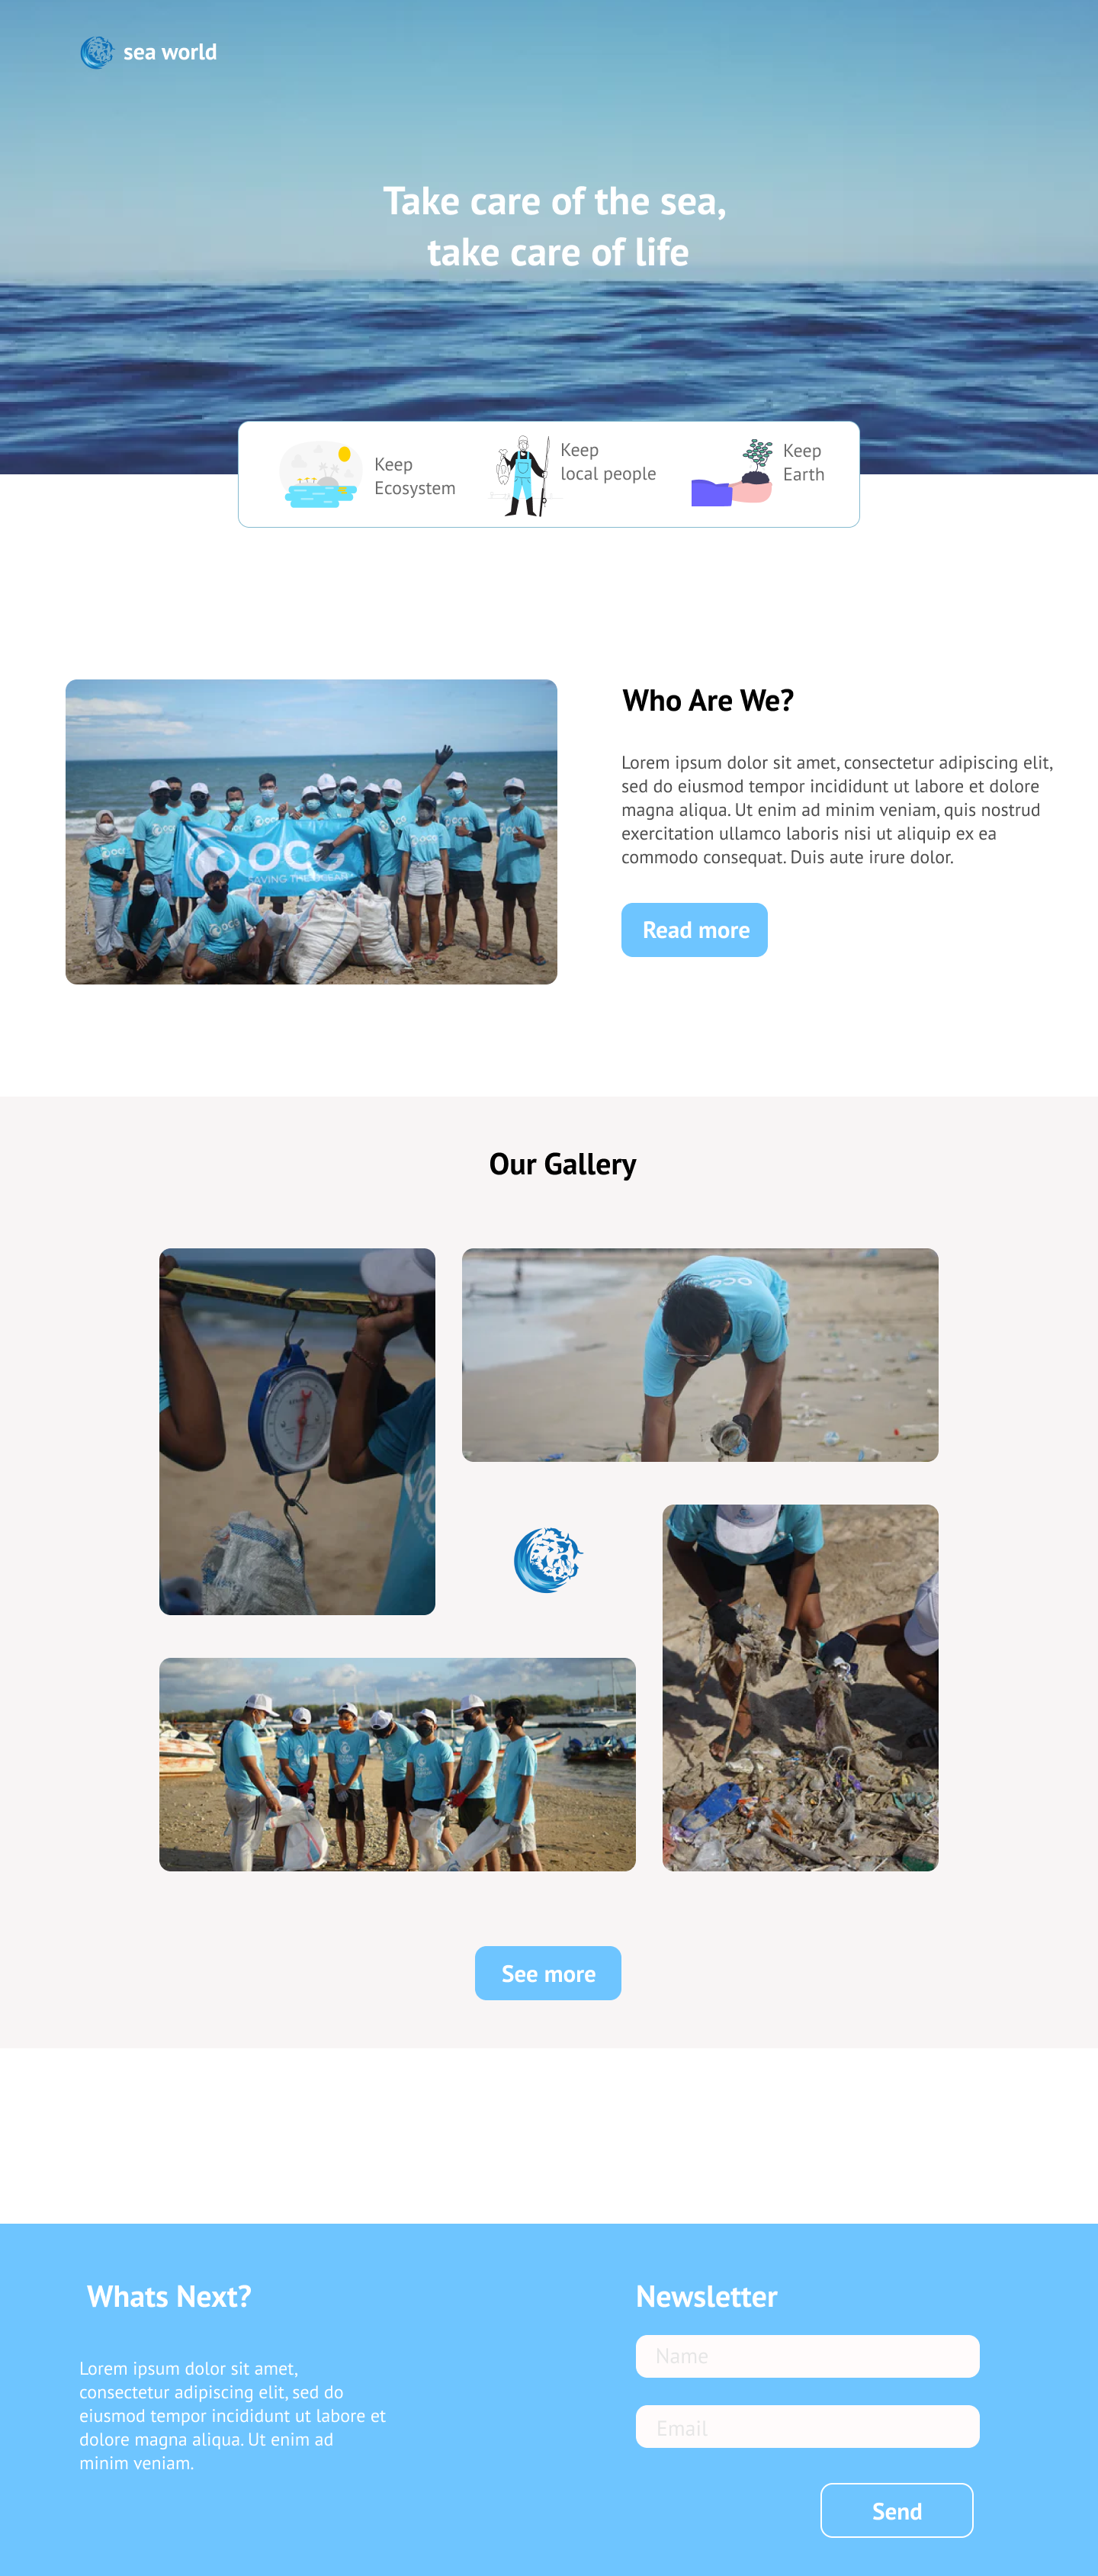 sea world
Take care of the sea,
take care of life
Keep
Ecosystem
Keep
local people
Keep
Earth
OCG
SAVING THE OCEAN
Who Are We?
Lorem ipsum dolor sit amet, consectetur adipiscing elit,
sed do eiusmod tempor incididunt ut labore et dolore
magna aliqua. Ut enim ad minim veniam, quis nostrud
exercitation ullamco laboris nisi ut aliquip ex ea
commodo consequat. Duis aute irure dolor.
Read more
Our Gallery
See more
Whats Next?
Lorem ipsum dolor sit amet,
consectetur adipiscing elit, sed do
eiusmod tempor incididunt ut labore et
dolore magna aliqua. Ut enim ad
minim veniam.
Newsletter
Name
Email
Send